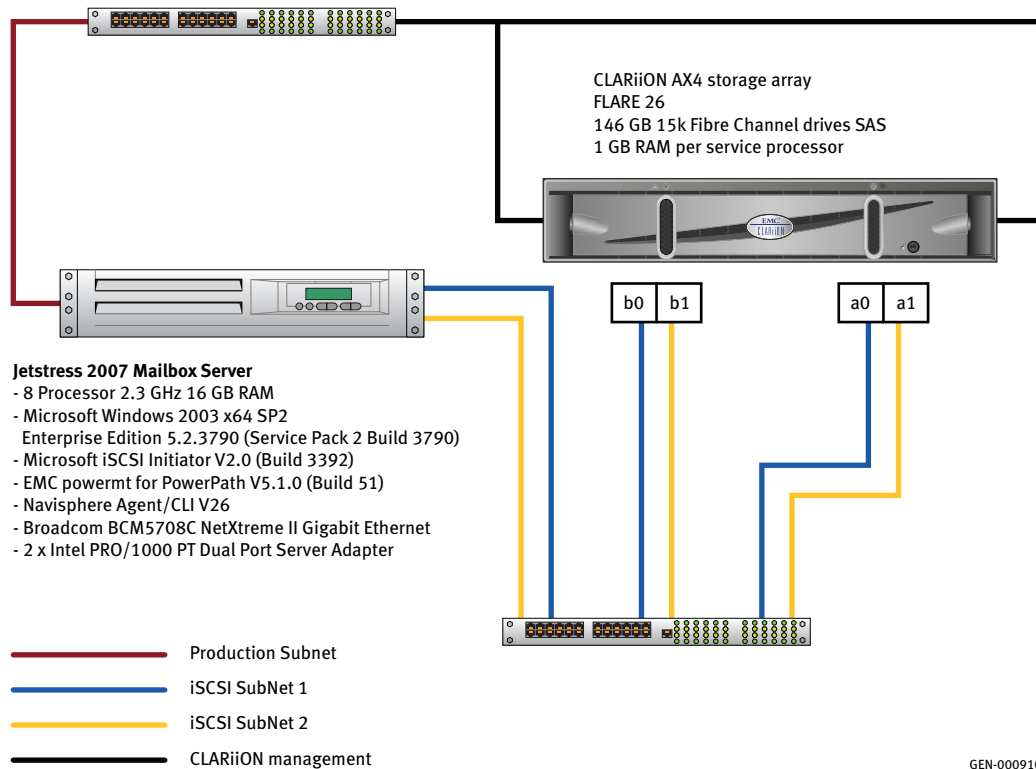 CLARiiON AX4 storage array
FLARE 26
146 GB 15k Fibre Channel drives SAS
1 GB RAM per service processor
EMC
CLARiiON
b0 b1
a0 a1
Jetstress 2007 Mailbox Server
- 8 Processor 2.3 GHz 16 GB RAM
- Microsoft Windows 2003 x64 SP2
Enterprise Edition 5.2.3790 (Service Pack 2 Build 3790)
- Microsoft iSCSI Initiator V2.0 (Build 3392)
- EMC powermt for PowerPath V5.1.0 (Build 51)
- Navisphere Agent/CLI V26
- Broadcom BCM5708C NetXtreme II Gigabit Ethernet
- 2 x Intel PRO/1000 PT Dual Port Server Adapter
Production Subnet
iSCSI SubNet 1
iSCSI SubNet 2
CLARiiON management